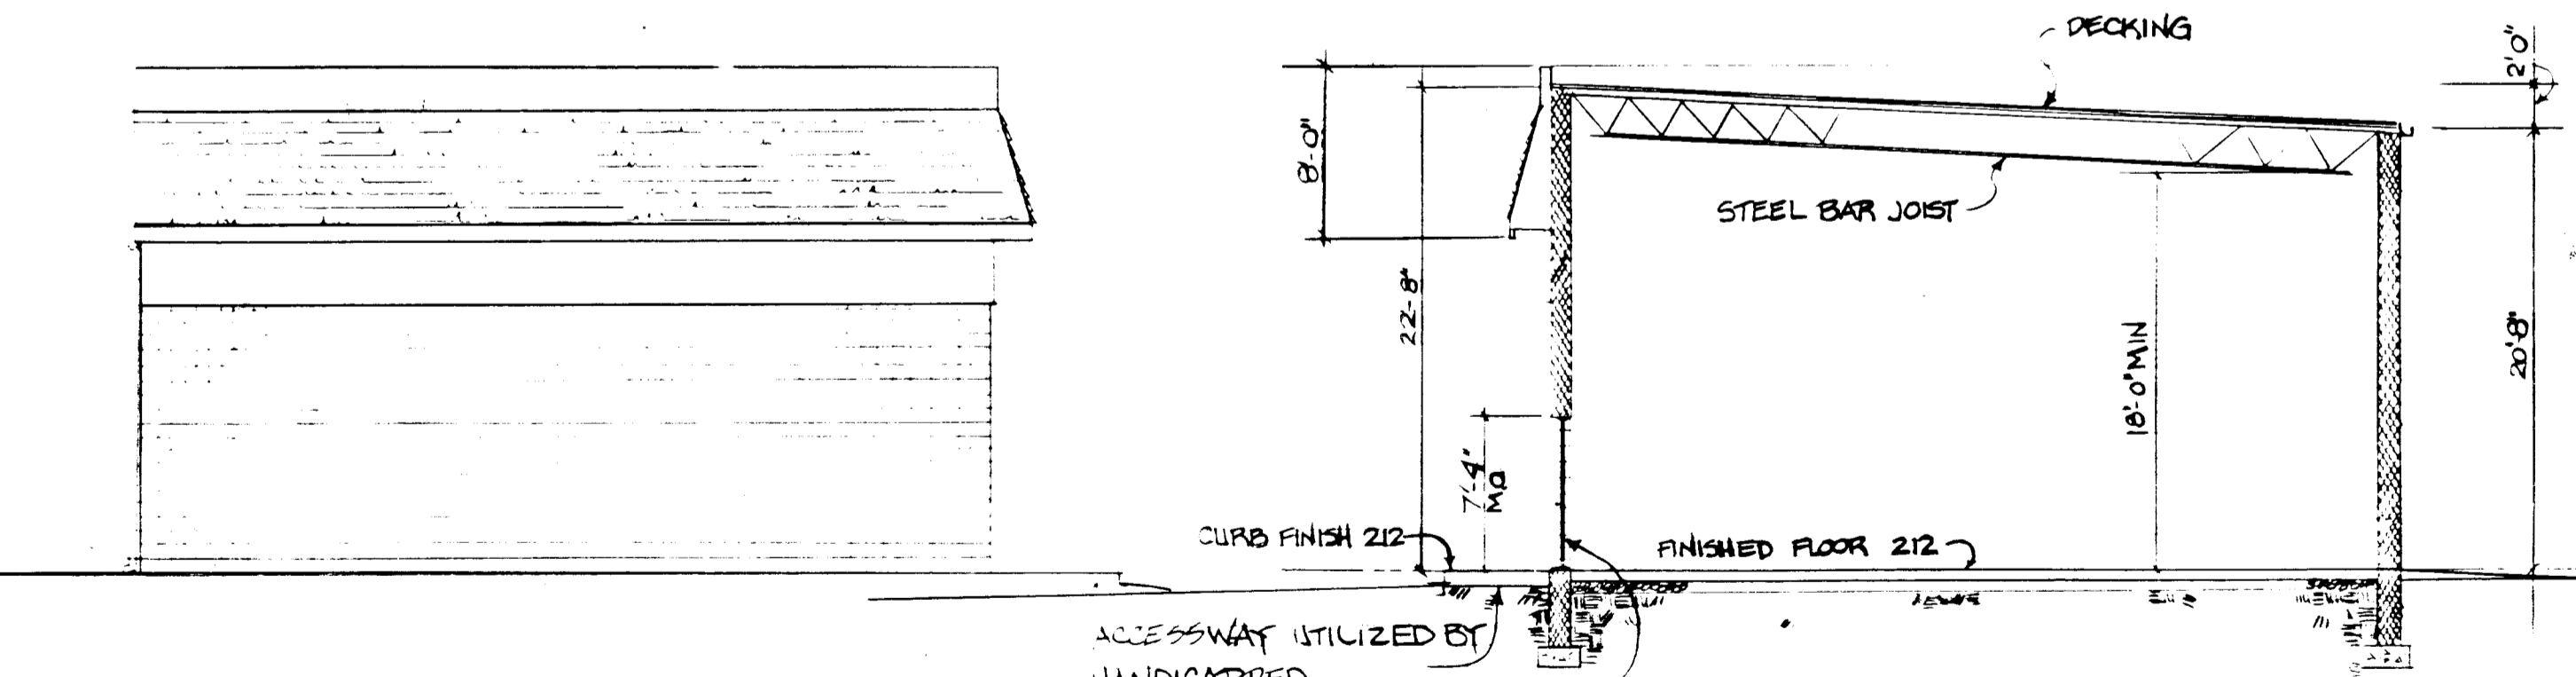 DECKING
2'0"
8'-0"
STEEL BAR JOIST
22'-8"
18'-0" MIN
20'8"
7'-4"
M.O.
CURB FINISH 212
FINISHED FLOOR 212
ACCESSWAY UTILIZED BY
HANDICAPPED